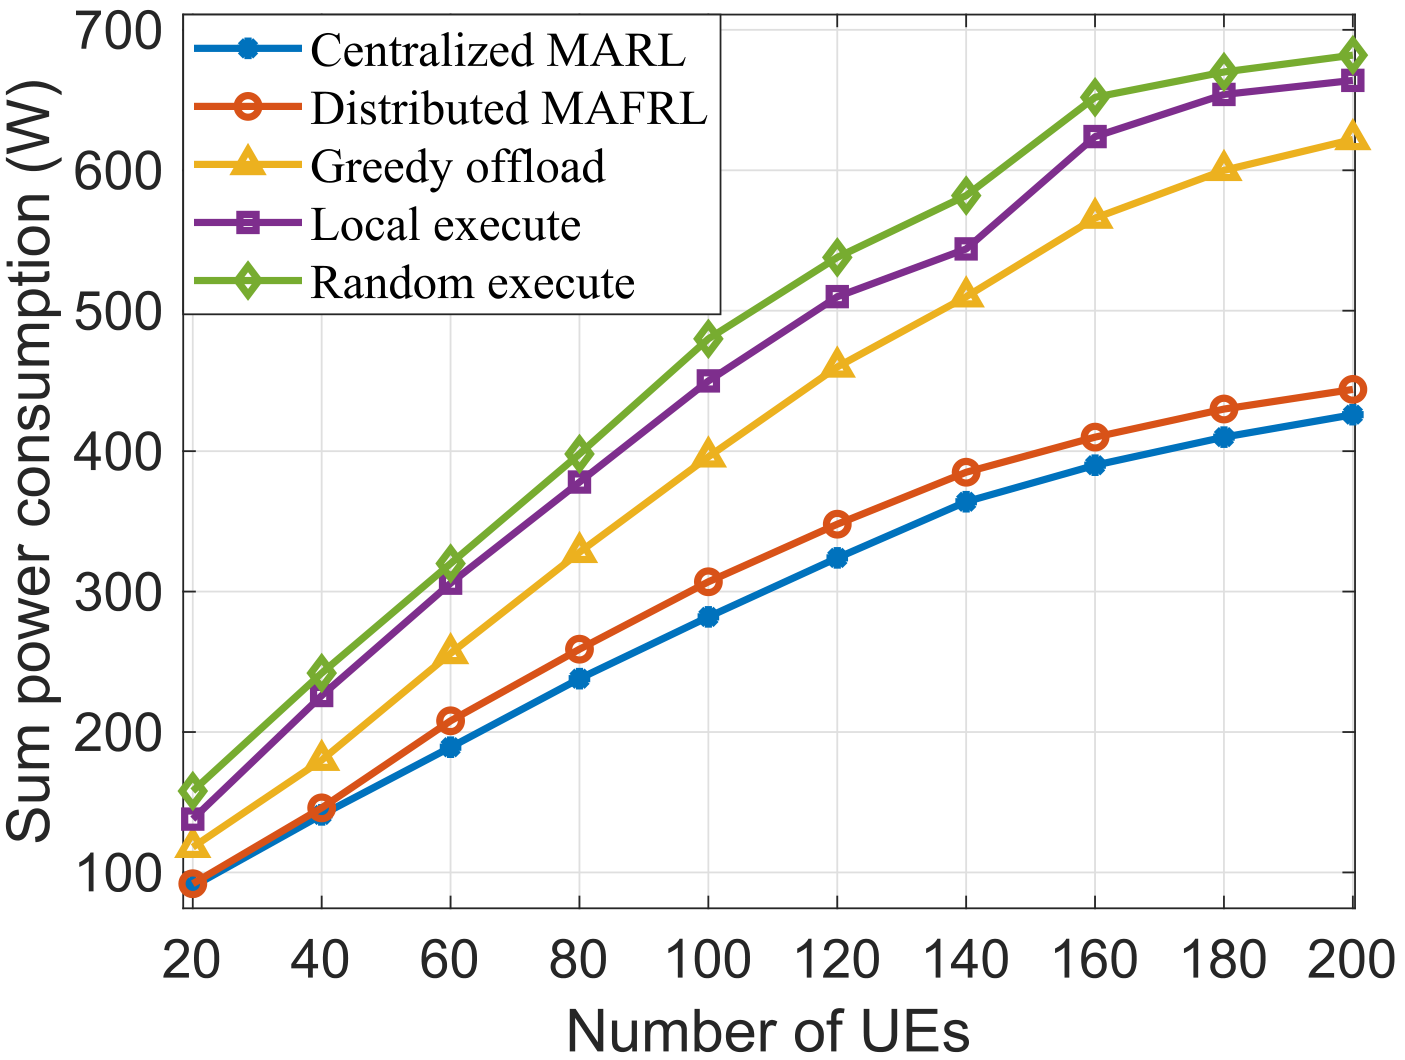 Sum power consumption (W)
700
600
500
400
300
200
100
Centralized MARL
Distributed MAFRL
Greedy offload
Local execute
Random execute
20 40 60 80 100 120 140 160 180 200
Number of UEs